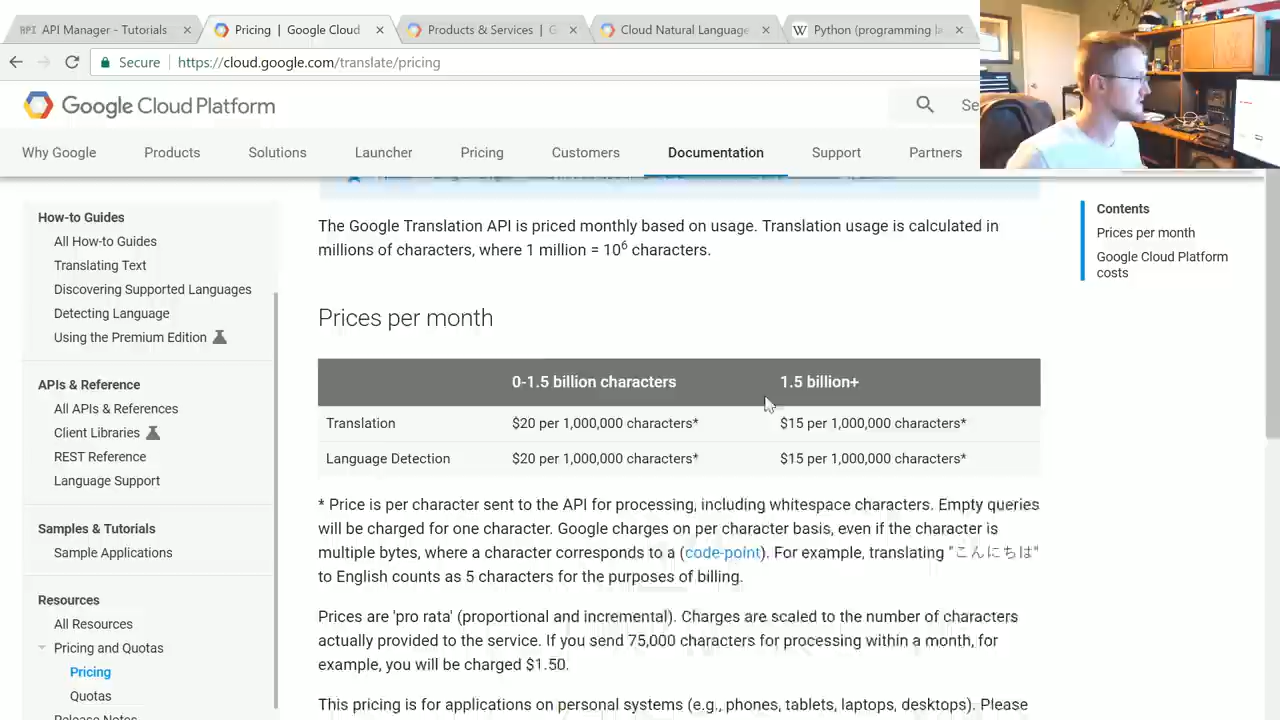 API API Manager - Tutorials
Pricing | Google Cloud
Products & Services | G
Cloud Natural Language
W Python (programming la
Secure https://cloud.google.com/translate/pricing
Google Cloud Platform
Se
Why Google Products Solutions Launcher Pricing Customers Documentation Support Partners
How-to Guides
All How-to Guides
Translating Text
Discovering Supported Languages
Detecting Language
Using the Premium Edition
APIs & Reference
All APIs & References
Client Libraries
REST Reference
Language Support
Samples & Tutorials
Sample Applications
Resources
All Resources
Pricing and Quotas
Pricing
Quotas
Release Notes
The Google Translation API is priced monthly based on usage. Translation usage is calculated in
millions of characters, where 1 million = 10⁶ characters.
Prices per month
0-1.5 billion characters 1.5 billion+
Translation $20 per 1,000,000 characters* $15 per 1,000,000 characters*
Language Detection $20 per 1,000,000 characters* $15 per 1,000,000 characters*
* Price is per character sent to the API for processing, including whitespace characters. Empty queries
will be charged for one character. Google charges on per character basis, even if the character is
multiple bytes, where a character corresponds to a (code-point). For example, translating "こんにちは"
to English counts as 5 characters for the purposes of billing.
Prices are 'pro rata' (proportional and incremental). Charges are scaled to the number of characters
actually provided to the service. If you send 75,000 characters for processing within a month, for
example, you will be charged $1.50.
This pricing is for applications on personal systems (e.g., phones, tablets, laptops, desktops). Please
Contents
Prices per month
Google Cloud Platform
costs